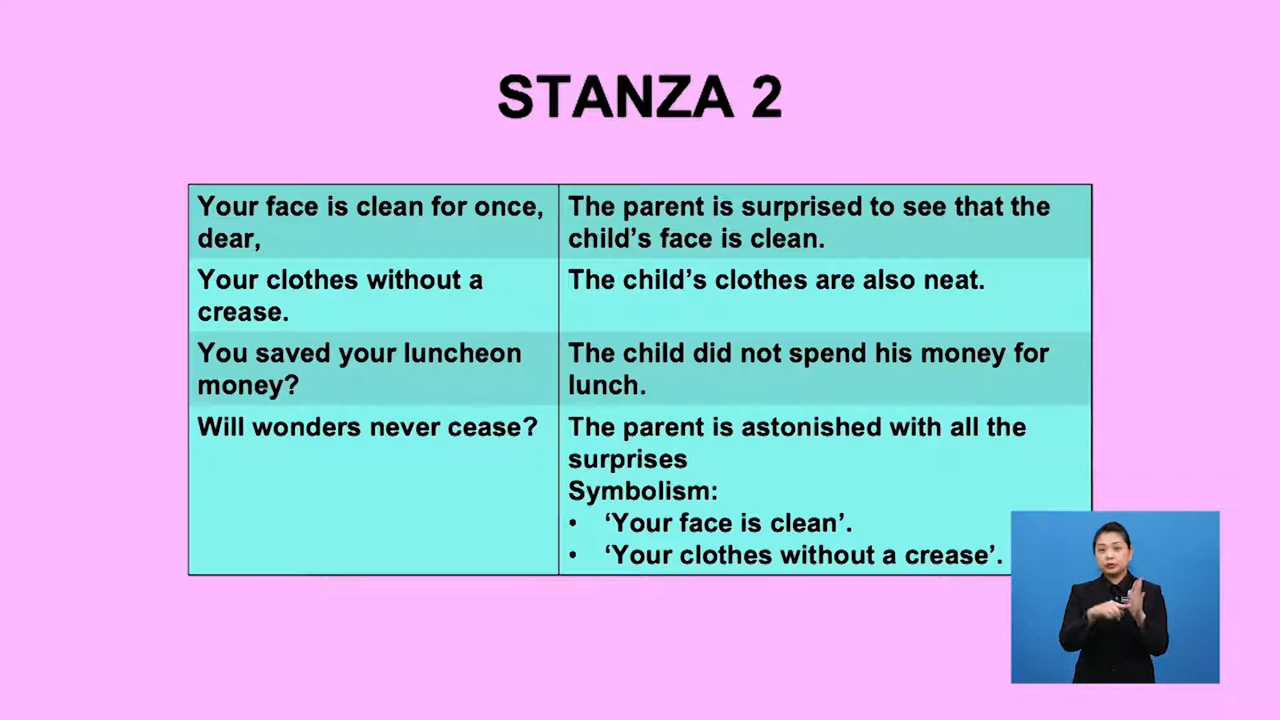 STANZA 2
Your face is clean for once,
dear,
The parent is surprised to see that the
child’s face is clean.
Your clothes without a
crease.
The child’s clothes are also neat.
You saved your luncheon
money?
The child did not spend his money for
lunch.
Will wonders never cease?
The parent is astonished with all the
surprises
Symbolism:
• ‘Your face is clean’.
• ‘Your clothes without a crease’.